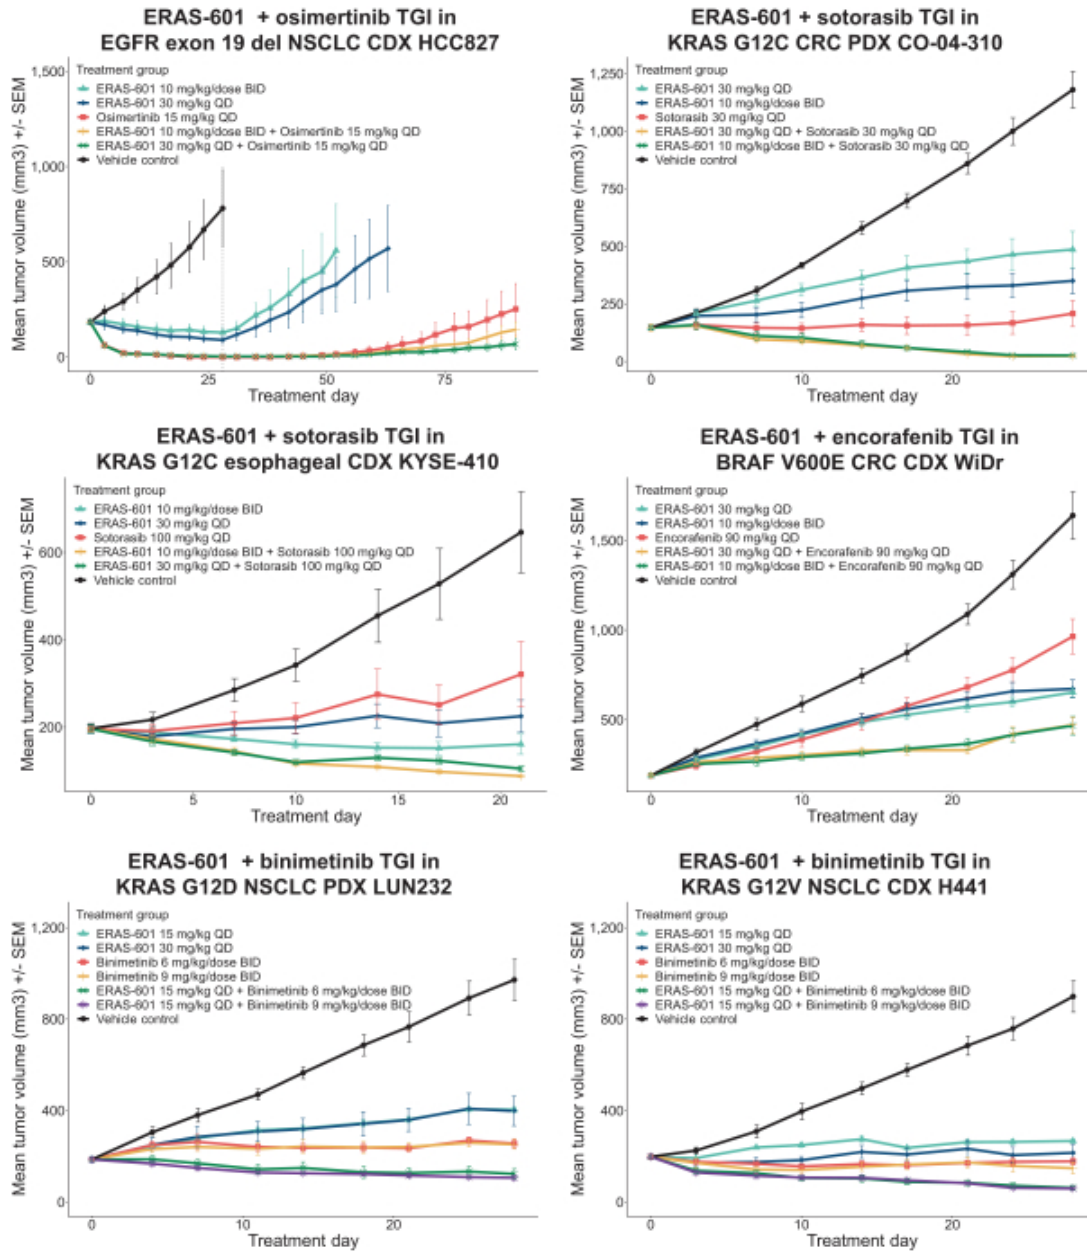 ERAS-601 + osimertinib TGI in
EGFR exon 19 del NSCLC CDX HCC827
Mean tumor volume (mm3) +/- SEM
1,500
1,000
500
0
Treatment group
ERAS-601 10 mg/kg/dose BID
ERAS-601 30 mg/kg QD
Osimertinib 15 mg/kg QD
ERAS-601 10 mg/kg/dose BID + Osimertinib 15 mg/kg QD
ERAS-601 30 mg/kg QD + Osimertinib 15 mg/kg QD
Vehicle control
0 25 50 75
Treatment day
ERAS-601 + sotorasib TGI in
KRAS G12C CRC PDX CO-04-310
Mean tumor volume (mm3) +/- SEM
1,250
1,000
750
500
250
0
Treatment group
ERAS-601 30 mg/kg QD
ERAS-601 10 mg/kg/dose BID
Sotorasib 30 mg/kg QD
ERAS-601 30 mg/kg QD + Sotorasib 30 mg/kg QD
ERAS-601 10 mg/kg/dose BID + Sotorasib 30 mg/kg QD
Vehicle control
0 10 20
Treatment day
ERAS-601 + sotorasib TGI in
KRAS G12C esophageal CDX KYSE-410
Mean tumor volume (mm3) +/- SEM
600
400
200
Treatment group
ERAS-601 10 mg/kg/dose BID
ERAS-601 30 mg/kg QD
Sotorasib 100 mg/kg QD
ERAS-601 10 mg/kg/dose BID + Sotorasib 100 mg/kg QD
ERAS-601 30 mg/kg QD + Sotorasib 100 mg/kg QD
Vehicle control
0 5 10 15 20
Treatment day
ERAS-601 + encorafenib TGI in
BRAF V600E CRC CDX WiDr
Mean tumor volume (mm3) +/- SEM
1,500
1,000
500
Treatment group
ERAS-601 30 mg/kg QD
ERAS-601 10 mg/kg/dose BID
Encorafenib 90 mg/kg QD
ERAS-601 30 mg/kg QD + Encorafenib 90 mg/kg QD
ERAS-601 10 mg/kg/dose BID + Encorafenib 90 mg/kg QD
Vehicle control
0 10 20
Treatment day
ERAS-601 + binimetinib TGI in
KRAS G12D NSCLC PDX LUN232
Mean tumor volume (mm3) +/- SEM
1,200
800
400
0
Treatment group
ERAS-601 15 mg/kg QD
ERAS-601 30 mg/kg QD
Binimetinib 6 mg/kg/dose BID
Binimetinib 9 mg/kg/dose BID
ERAS-601 15 mg/kg QD + Binimetinib 6 mg/kg/dose BID
ERAS-601 15 mg/kg QD + Binimetinib 9 mg/kg/dose BID
Vehicle control
0 10 20
Treatment day
ERAS-601 + binimetinib TGI in
KRAS G12V NSCLC CDX H441
Mean tumor volume (mm3) +/- SEM
1,200
800
400
0
Treatment group
ERAS-601 15 mg/kg QD
ERAS-601 30 mg/kg QD
Binimetinib 6 mg/kg/dose BID
Binimetinib 9 mg/kg/dose BID
ERAS-601 15 mg/kg QD + Binimetinib 6 mg/kg/dose BID
ERAS-601 15 mg/kg QD + Binimetinib 9 mg/kg/dose BID
Vehicle control
0 10 20
Treatment day